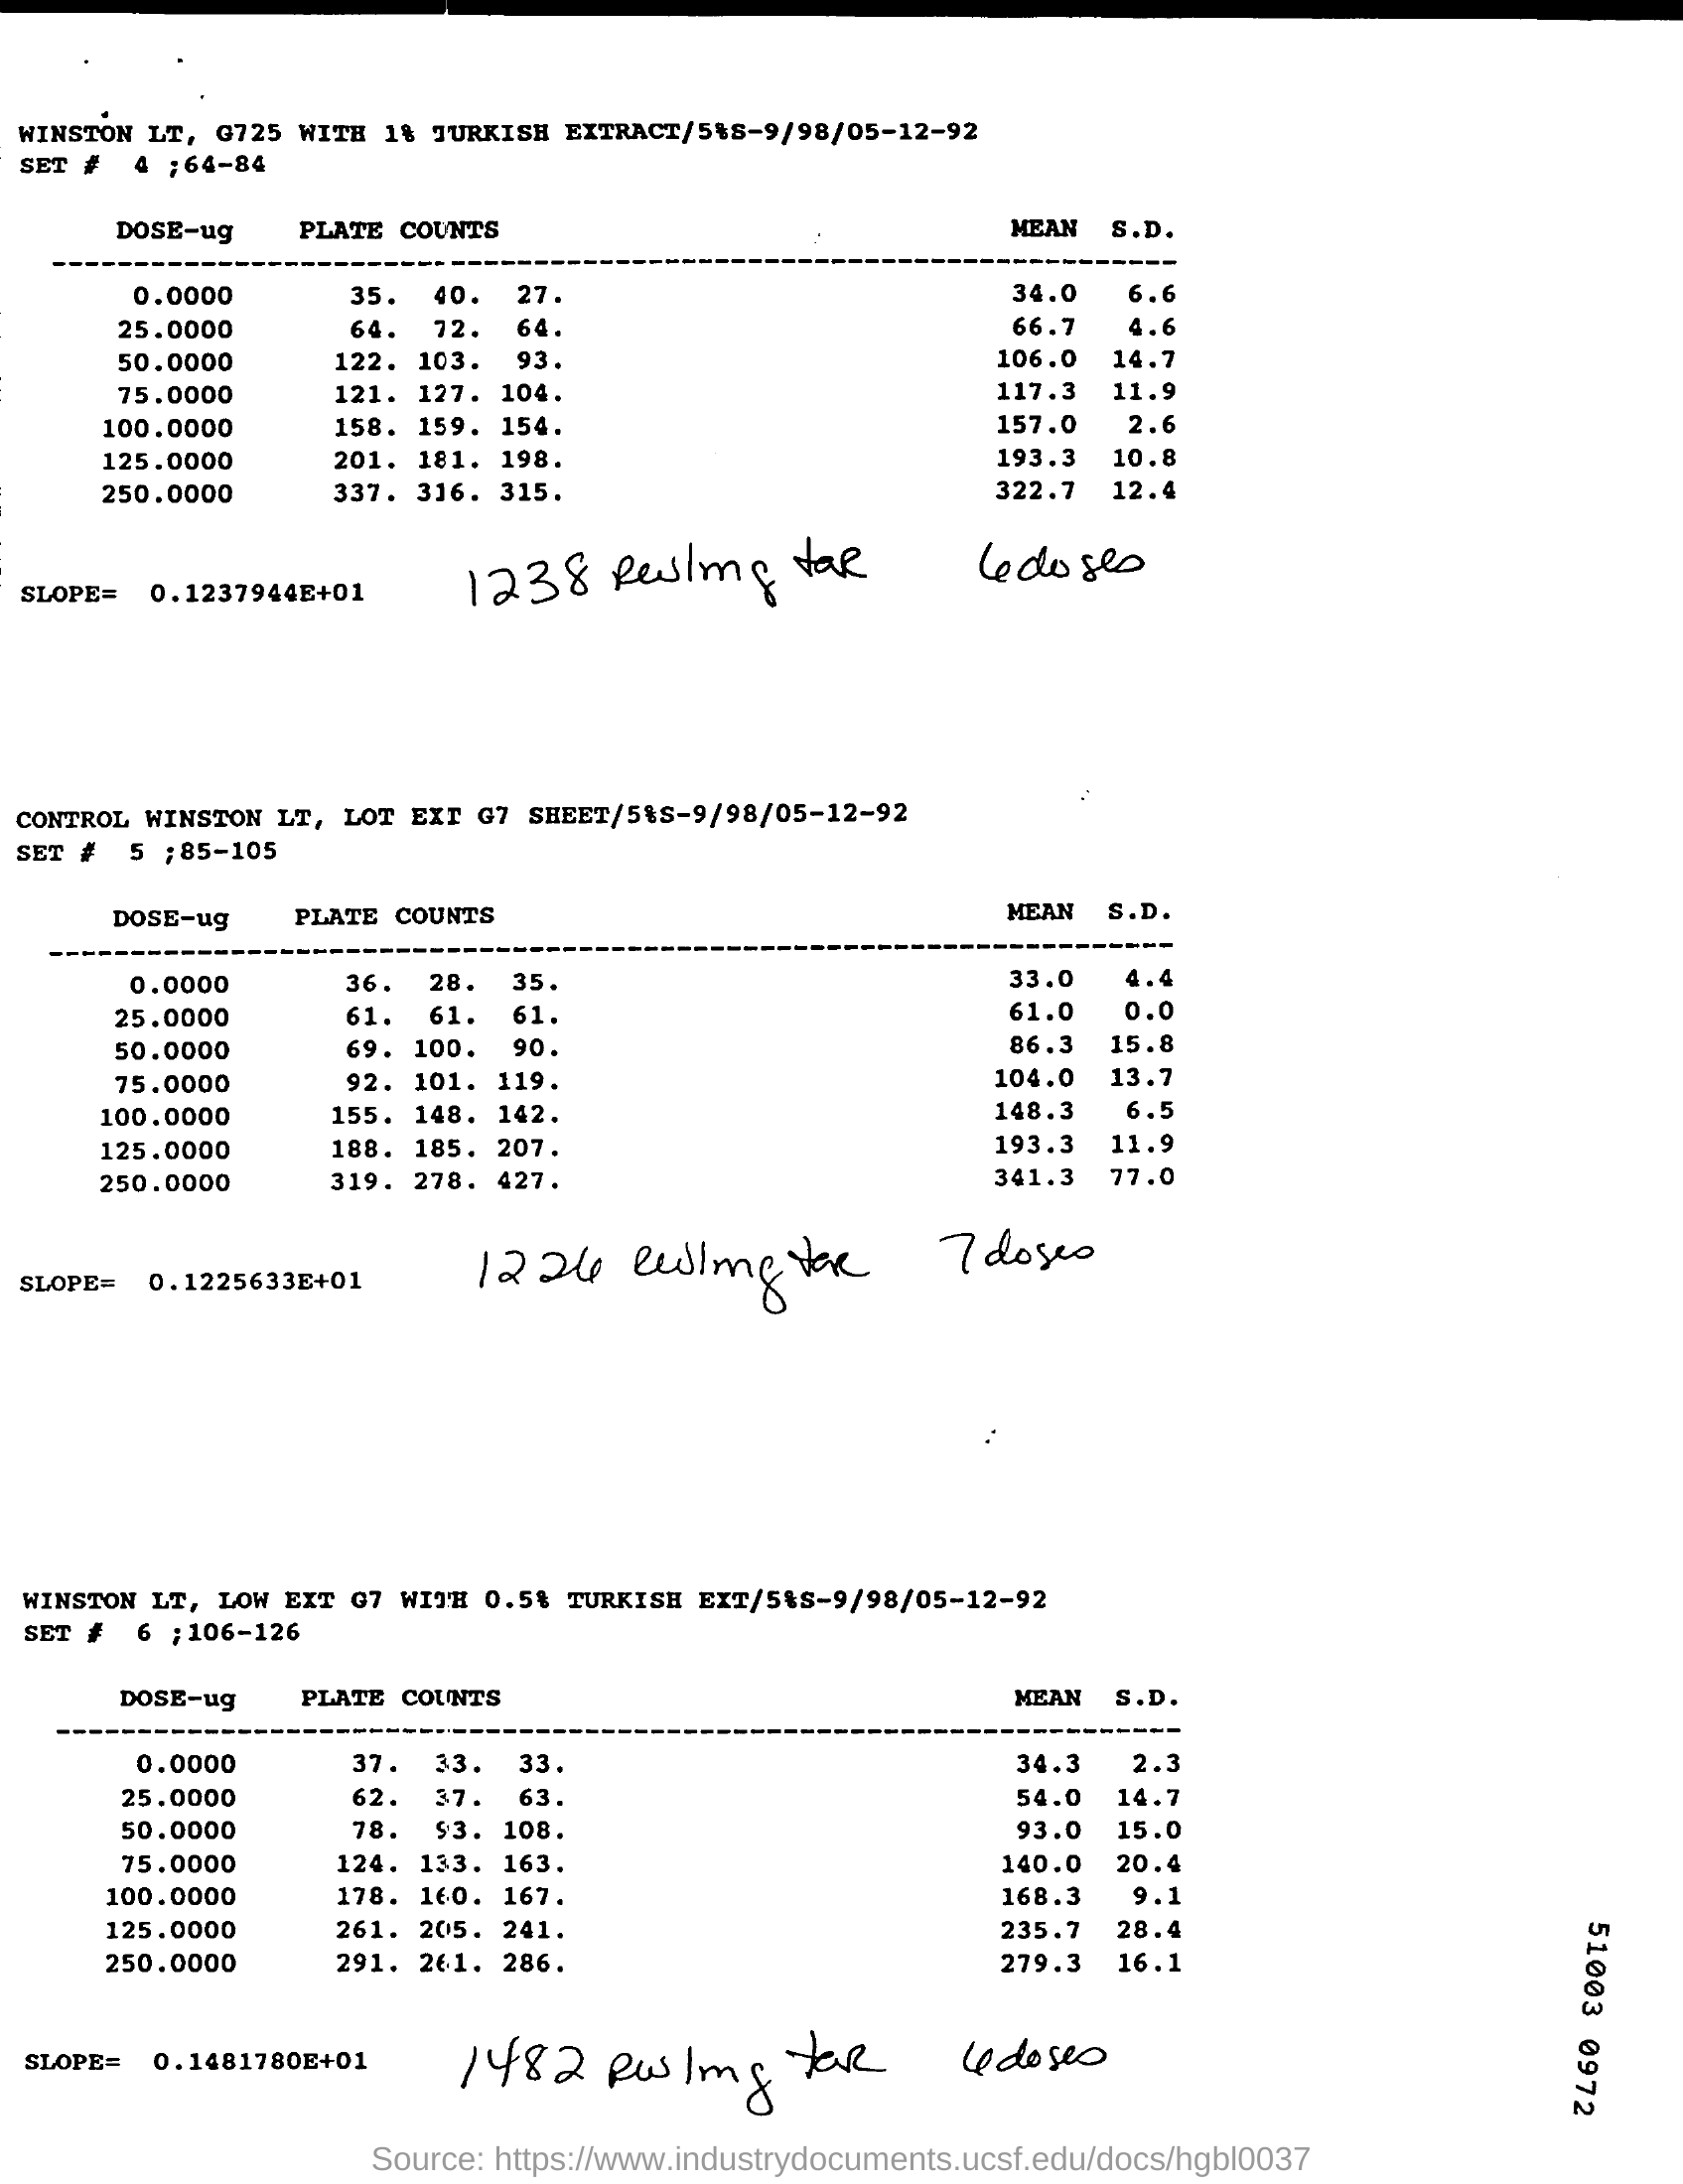 WINSTON LT, G725 WITH 1% TURKISH EXTRACT/5%S-9/98/05-12-92
SET # 4 ;64-84
DOSE-ug PLATE COUNTS MEAN S.D.
0.0000 35. 40. 27. 34.0 6.6
25.0000 64. 72. 64. 66.7 4.6
50.0000 122. 103. 93. 106.0 14.7
75.0000 121. 127. 104. 117.3 11.9
100.0000 158. 159. 154. 157.0 2.6
125.0000 201. 181. 198. 193.3 10.8
250.0000 337. 316. 315. 322.7 12.4
SLOPE= 0.1237944E+01 1238 rev/mg tar 6 doses
CONTROL WINSTON LT, LOT EXT G7 SHEET/5%S-9/98/05-12-92
SET # 5 ;85-105
DOSE-ug PLATE COUNTS MEAN S.D.
0.0000 36. 28. 35. 33.0 4.4
25.0000 61. 61. 61. 61.0 0.0
50.0000 69. 100. 90. 86.3 15.8
75.0000 92. 101. 119. 104.0 13.7
100.0000 155. 148. 142. 148.3 6.5
125.0000 188. 185. 207. 193.3 11.9
250.0000 319. 278. 427. 341.3 77.0
SLOPE= 0.1225633E+01 1226 rev/mg tar 7 doses
WINSTON LT, LOW EXT G7 WITH 0.5% TURKISH EXT/5%S-9/98/05-12-92
SET # 6 ;106-126
DOSE-ug PLATE COUNTS MEAN S.D.
0.0000 37. 33. 33. 34.3 2.3
25.0000 62. 37. 63. 54.0 14.7
50.0000 78. 93. 108. 93.0 15.0
75.0000 124. 133. 163. 140.0 20.4
100.0000 178. 160. 167. 168.3 9.1
125.0000 261. 205. 241. 235.7 28.4
250.0000 291. 261. 286. 279.3 16.1
SLOPE= 0.1481780E+01 1482 rev/mg tar 6 doses
51003 0972
Source: https://www.industrydocuments.ucsf.edu/docs/hgbl0037